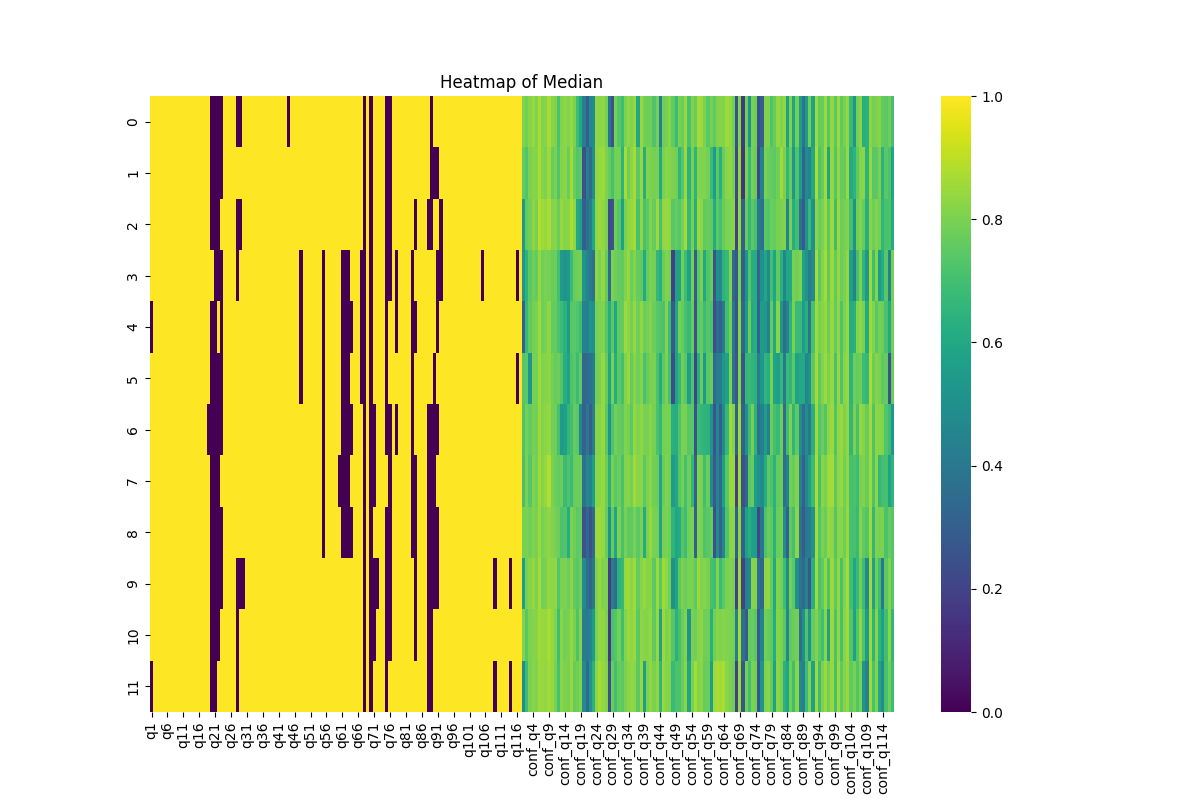 Heatmap of Median
0
1
2
3
4
5
6
7
8
9
10
11
q1
q6
q11
q16
q21
q26
q31
q36
q41
q46
q51
q56
q61
q66
q71
q76
q81
q86
q91
q96
q101
q106
q111
q116
conf_q4
conf_q9
conf_q14
conf_q19
conf_q24
conf_q29
conf_q34
conf_q39
conf_q44
conf_q49
conf_q54
conf_q59
conf_q64
conf_q69
conf_q74
conf_q79
conf_q84
conf_q89
conf_q94
conf_q99
conf_q104
conf_q109
conf_q114
1.0
0.8
0.6
0.4
0.2
0.0